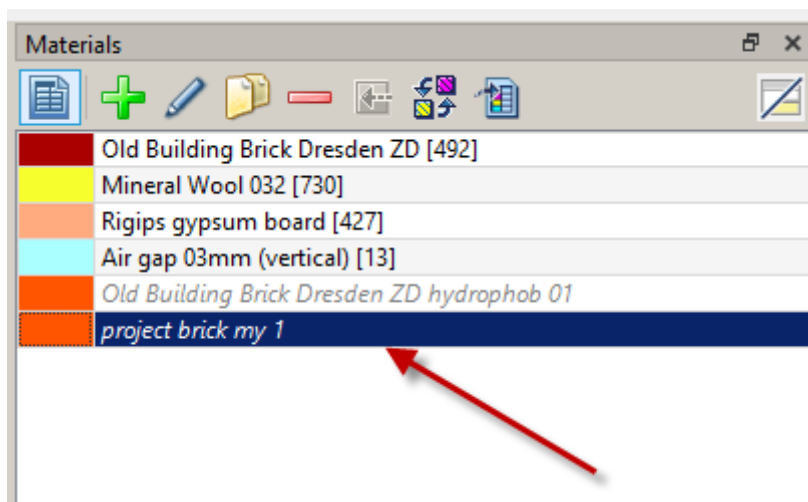 Materials
Old Building Brick Dresden ZD [492]
Mineral Wool 032 [730]
Rigips gypsum board [427]
Air gap 03mm (vertical) [13]
Old Building Brick Dresden ZD hydrophob 01
project brick my 1